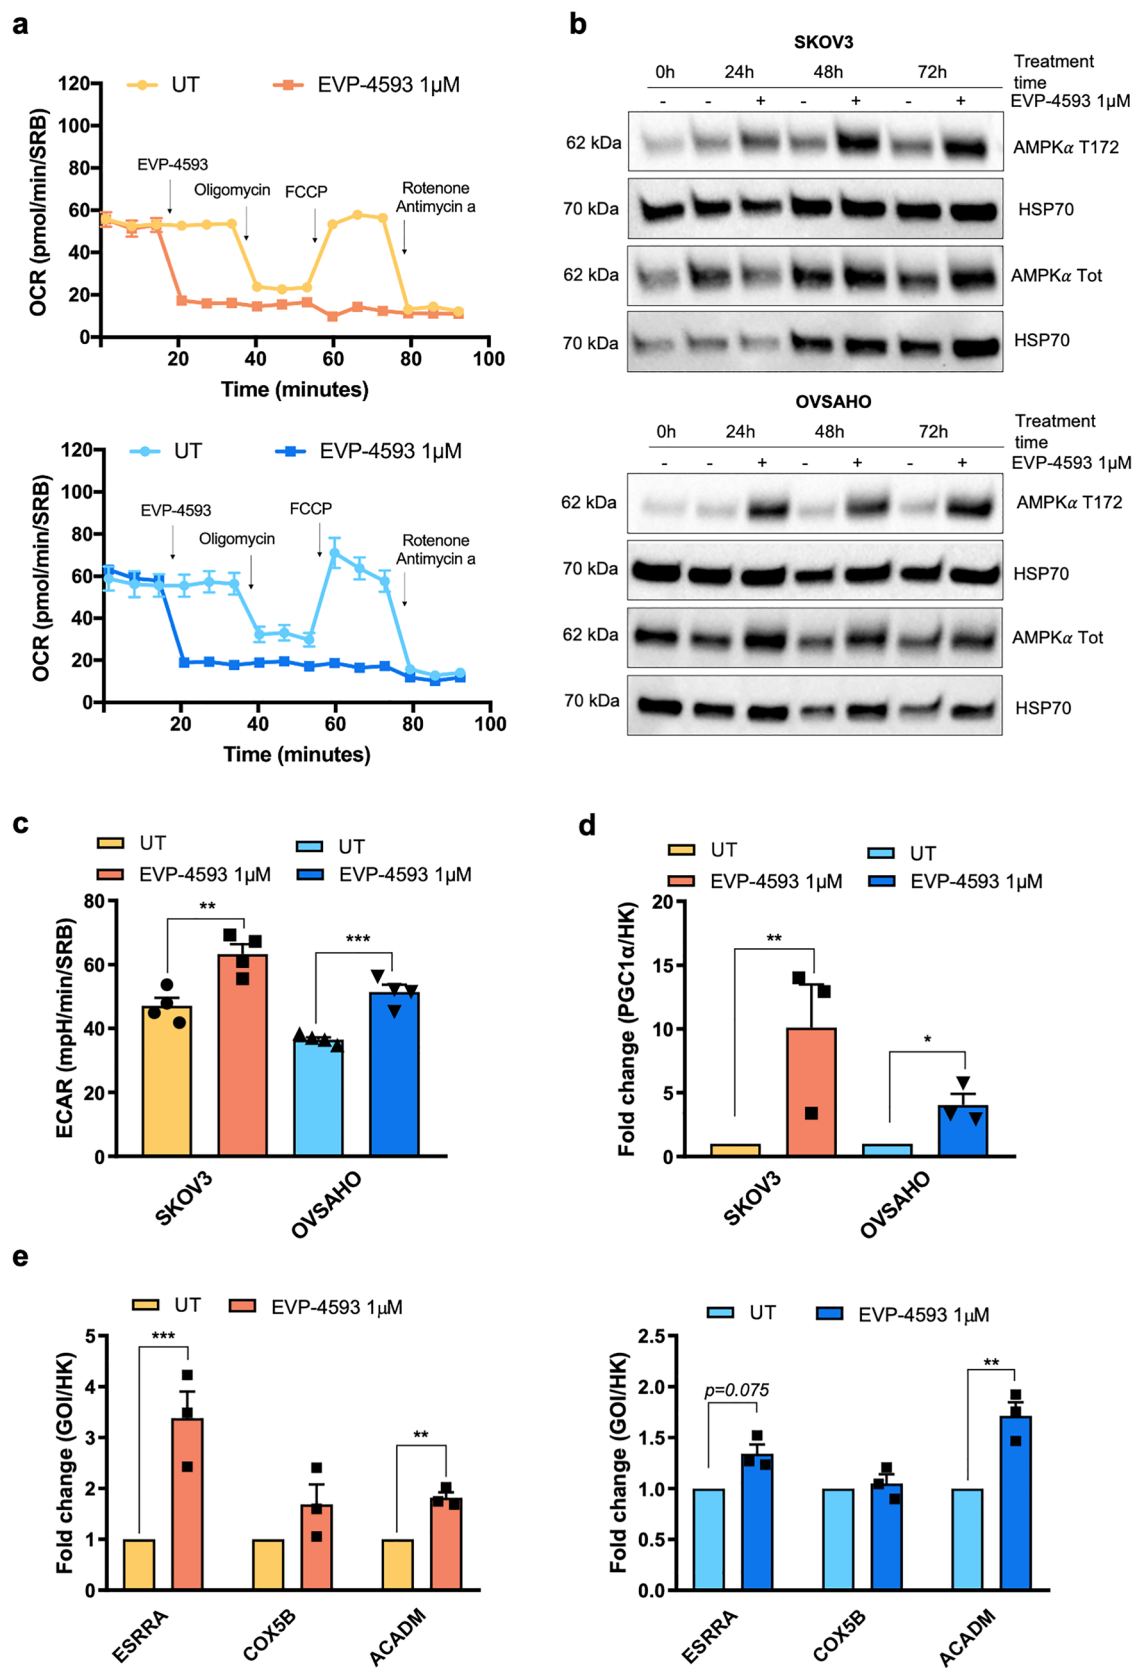 a
UT
EVP-4593 1µM
120
100
80
60
40
20
0
OCR (pmol/min/SRB)
EVP-4593
Oligomycin
FCCP
Rotenone
Antimycin a
20 40 60 80 100
Time (minutes)
UT
EVP-4593 1µM
120
100
80
60
40
20
0
OCR (pmol/min/SRB)
EVP-4593
Oligomycin
FCCP
Rotenone
Antimycin a
20 40 60 80 100
Time (minutes)
b
SKOV3
0h 24h 48h 72h Treatment
time
- - + - + - + EVP-4593 1µM
62 kDa AMPKα T172
70 kDa HSP70
62 kDa AMPKα Tot
70 kDa HSP70
OVSAHO
0h 24h 48h 72h Treatment
time
- - + - + - + EVP-4593 1µM
62 kDa AMPKα T172
70 kDa HSP70
62 kDa AMPKα Tot
70 kDa HSP70
c
UT UT
EVP-4593 1µM EVP-4593 1µM
80
60
40
20
0
ECAR (mpH/min/SRB)
**
***
SKOV3
OVSAHO
d
UT UT
EVP-4593 1µM EVP-4593 1µM
20
15
10
5
0
Fold change (PGC1α/HK)
**
*
SKOV3
OVSAHO
e
UT EVP-4593 1µM
5
4
3
2
1
0
Fold change (GOI/HK)
***
**
ESRRA
COX5B
ACADM
UT EVP-4593 1µM
2.5
2.0
1.5
1.0
0.5
0.0
Fold change (GOI/HK)
p=0.075
**
ESRRA
COX5B
ACADM